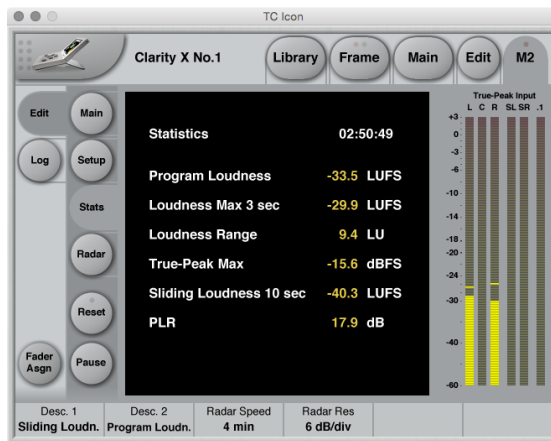 TC Icon
Clarity X No.1
Library
Frame
Main
Edit
M2
Edit
Main
Log
Setup
Stats
Radar
Reset
Fader
Asgn
Pause
Statistics 02:50:49
Program Loudness -33.5 LUFS
Loudness Max 3 sec -29.9 LUFS
Loudness Range 9.4 LU
True-Peak Max -15.6 dBFS
Sliding Loudness 10 sec -40.3 LUFS
PLR 17.9 dB
True-Peak Input
L C R SL SR .1
+3
0
-3
-6
-10
-14
-18
-20
-24
-30
-40
-60
Desc. 1 Desc. 2 Radar Speed Radar Res
Sliding Loudn. Program Loudn. 4 min 6 dB/div